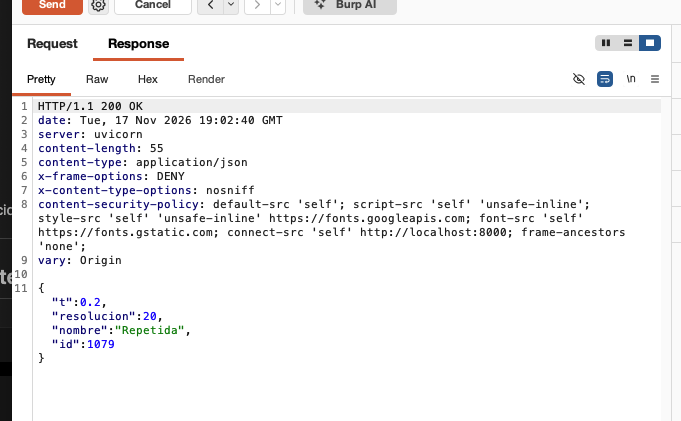 Send Cancel Burp AI
Request Response
Pretty Raw Hex Render \n
1 HTTP/1.1 200 OK
2 date: Tue, 17 Nov 2026 19:02:40 GMT
3 server: uvicorn
4 content-length: 55
5 content-type: application/json
6 x-frame-options: DENY
7 x-content-type-options: nosniff
8 content-security-policy: default-src 'self'; script-src 'self' 'unsafe-inline';
style-src 'self' 'unsafe-inline' https://fonts.googleapis.com; font-src 'self'
https://fonts.gstatic.com; connect-src 'self' http://localhost:8000; frame-ancestors
'none';
9 vary: Origin
10
11 {
"t":0.2,
"resolucion":20,
"nombre":"Repetida",
"id":1079
}